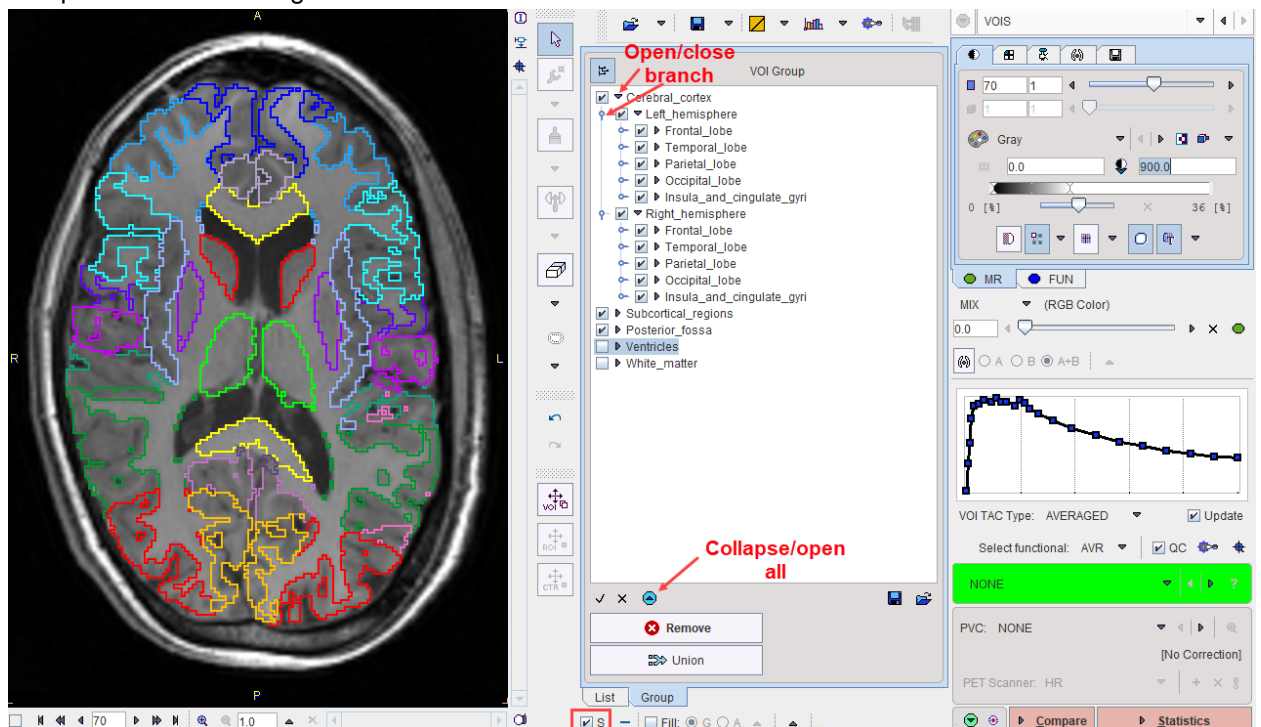 A
R
L
P
70
1.0
VOI
ROI
CTR
Open/close
branch
VOI Group
Cerebral_cortex
Left_hemisphere
Frontal_lobe
Temporal_lobe
Parietal_lobe
Occipital_lobe
Insula_and_cingulate_gyri
Right_hemisphere
Frontal_lobe
Temporal_lobe
Parietal_lobe
Occipital_lobe
Insula_and_cingulate_gyri
Subcortical_regions
Posterior_fossa
Ventricles
White_matter
Collapse/open
all
Remove
Union
List Group
S Fill: G A
VOIS
70 1
1 1
Gray
0.0 900.0
0 [%] 36 [%]
MR FUN
MIX (RGB Color)
0.0
A B A+B
VOI TAC Type: AVERAGED Update
Select functional: AVR QC
NONE ?
PVC: NONE
[No Correction]
PET Scanner: HR
Compare Statistics